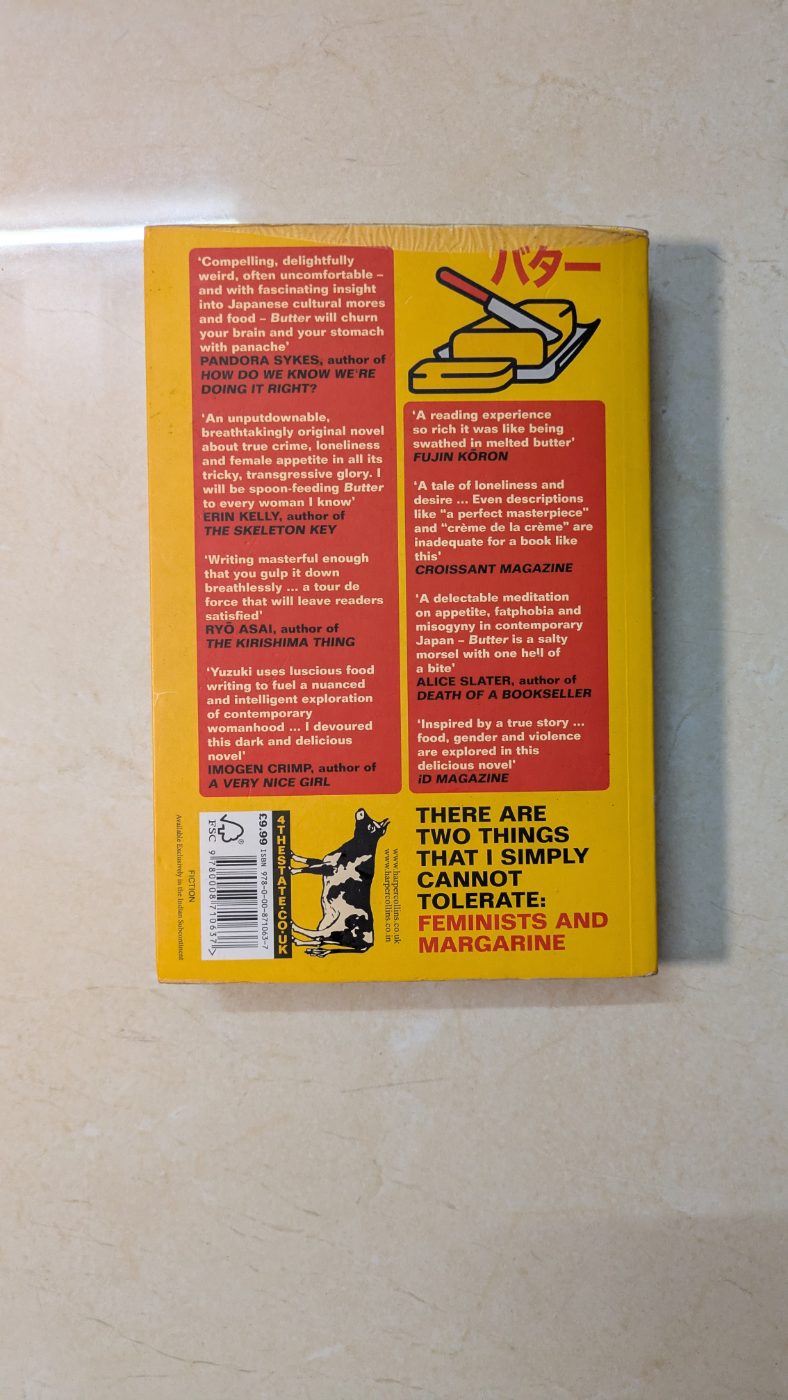 ‘Compelling, delightfully
weird, often uncomfortable –
and with fascinating insight
into Japanese cultural mores
and food – Butter will churn
your brain and your stomach
with panache’
PANDORA SYKES, author of
HOW DO WE KNOW WE'RE
DOING IT RIGHT?
‘An unputdownable,
breathtakingly original novel
about true crime, loneliness
and female appetite in all its
tricky, transgressive glory. I
will be spoon-feeding Butter
to every woman I know’
ERIN KELLY, author of
THE SKELETON KEY
‘Writing masterful enough
that you gulp it down
breathlessly ... a tour de
force that will leave readers
satisfied’
RYŌ ASAI, author of
THE KIRISHIMA THING
‘Yuzuki uses luscious food
writing to fuel a nuanced
and intelligent exploration
of contemporary
womanhood ... I devoured
this dark and delicious
novel’
IMOGEN CRIMP, author of
A VERY NICE GIRL
バター
‘A reading experience
so rich it was like being
swathed in melted butter’
FUJIN KŌRON
‘A tale of loneliness and
desire ... Even descriptions
like “a perfect masterpiece”
and “crème de la crème” are
inadequate for a book like
this’
CROISSANT MAGAZINE
‘A delectable meditation
on appetite, fatphobia and
misogyny in contemporary
Japan – Butter is a salty
morsel with one hell of
a bite’
ALICE SLATER, author of
DEATH OF A BOOKSELLER
‘Inspired by a true story ...
food, gender and violence
are explored in this
delicious novel’
iD MAGAZINE
THERE ARE
TWO THINGS
THAT I SIMPLY
CANNOT
TOLERATE:
FEMINISTS AND
MARGARINE
www.harpercollins.co.uk
www.harpercollins.co.in
4THESTATE.CO.UK
£9.99 ISBN 978-0-00-871063-7
9 780008 710637 >
FSC ®
FICTION
Available Exclusively in the Indian Subcontinent